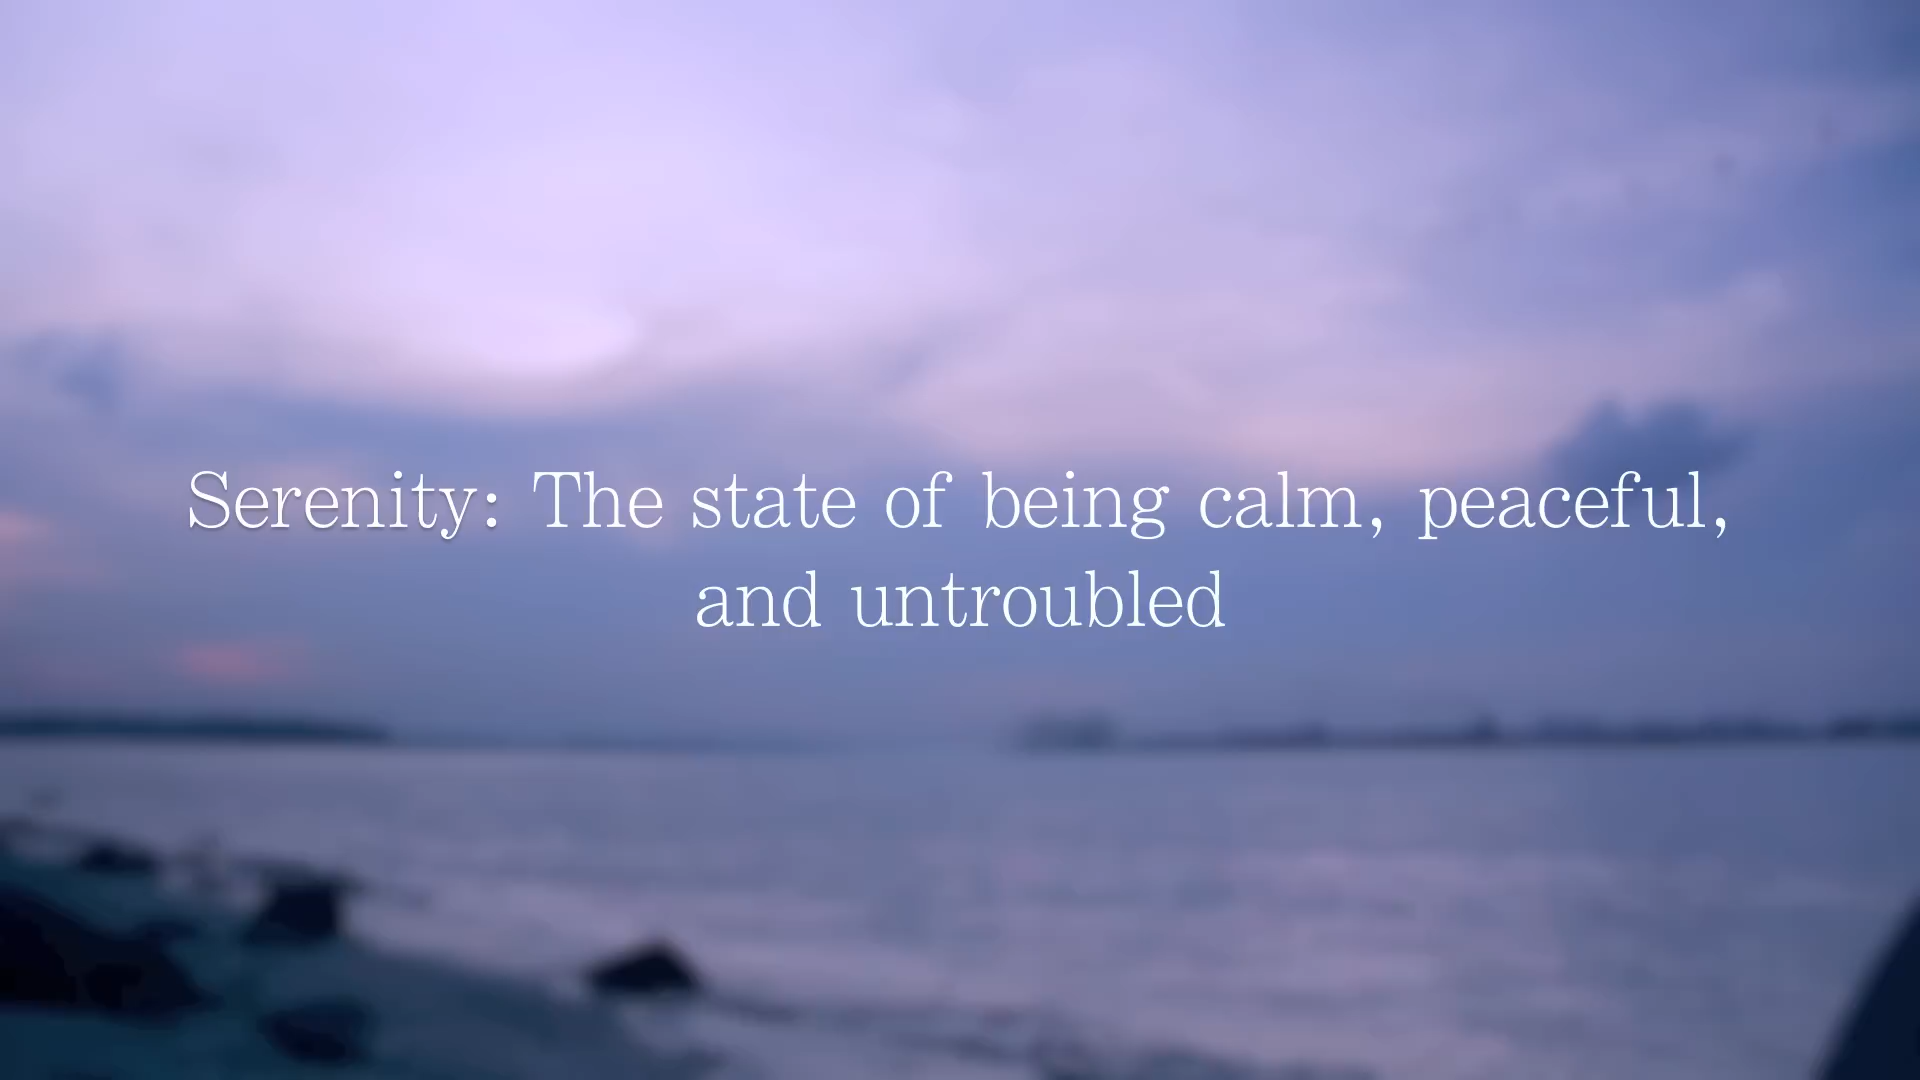 Serenity: The state of being calm, peaceful,
and untroubled